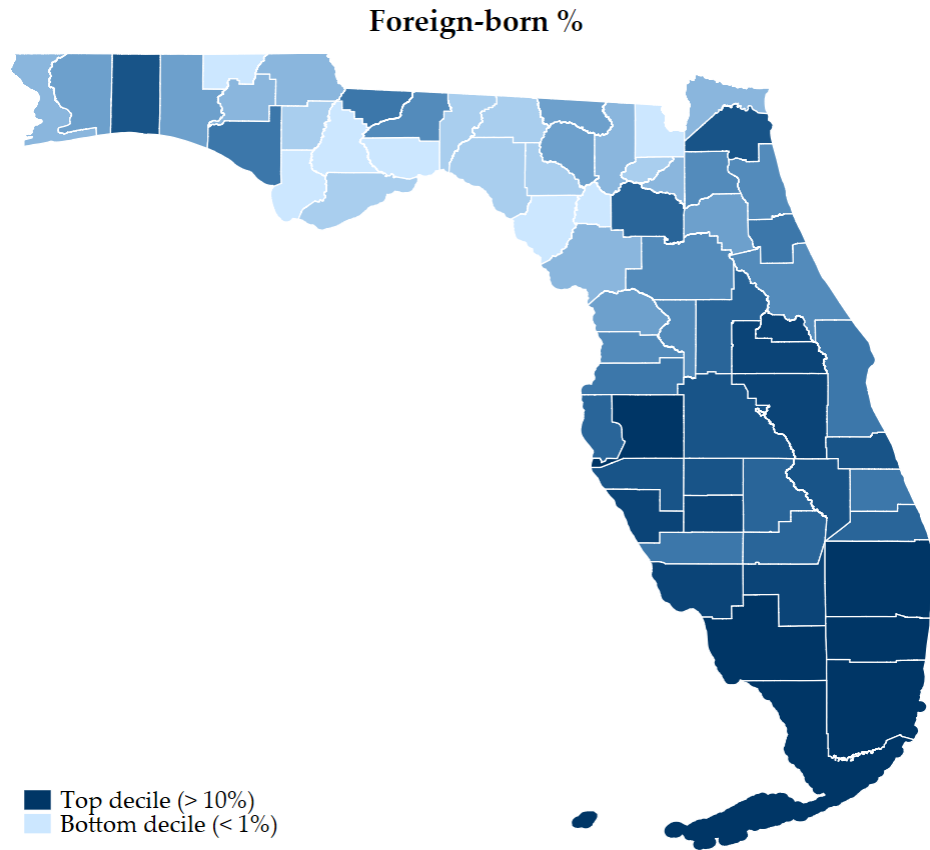 Foreign-born %
Top decile (> 10%)
Bottom decile (< 1%)